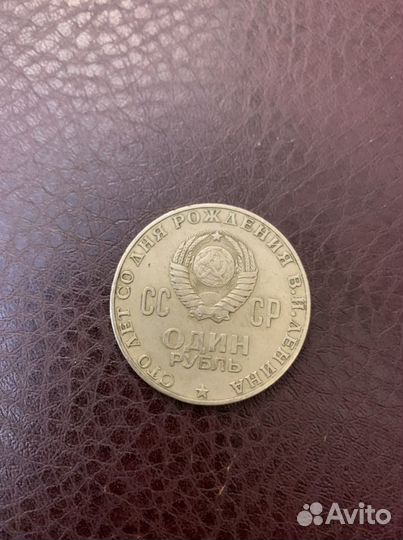 СТО ЛЕТ СО ДНЯ РОЖДЕНИЯ В.И.ЛЕНИНА
СС СР
ОДИН
РУБЛЬ
Avito